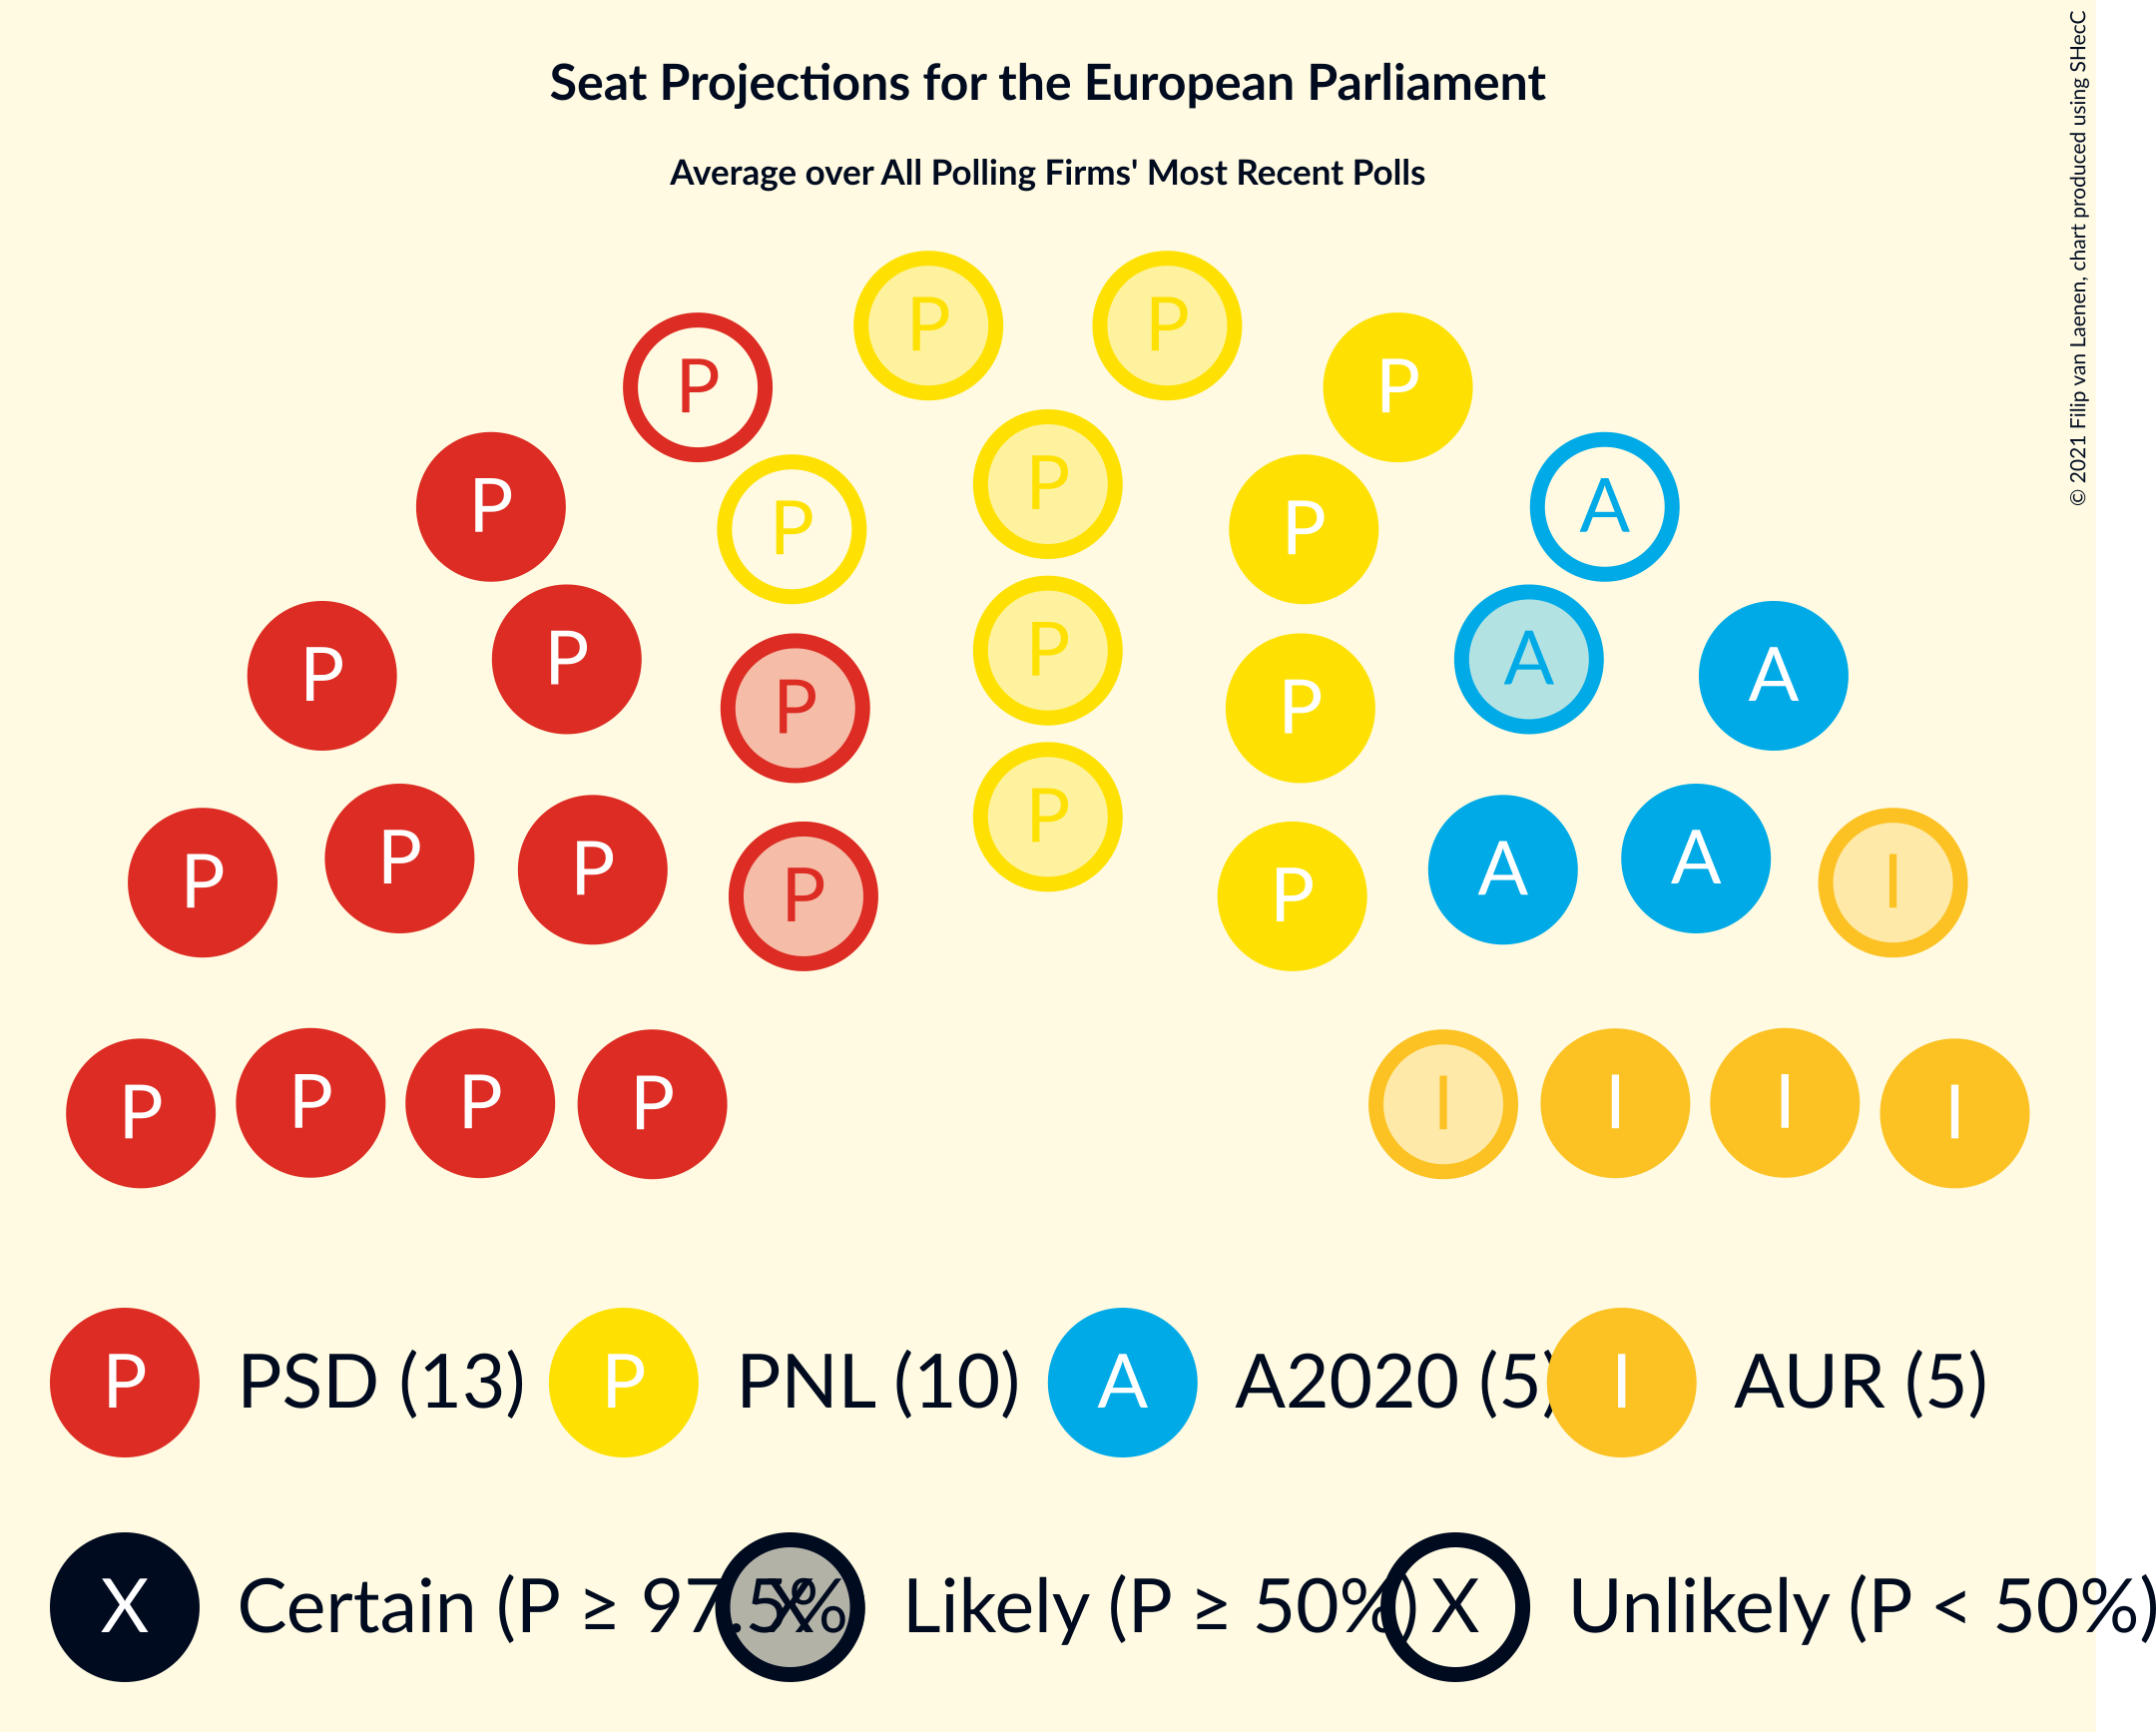 Seat Projections for the European Parliament
Average over All Polling Firms' Most Recent Polls
© 2021 Filip van Laenen, chart produced using SHecC
P P
P P
P
P P
P A
P P A
P P P P A
P
P P P A A I
P P P
P P P P I I I I
P PSD (13) P PNL (10) A A2020 (5) I AUR (5)
X Certain (P ≥ 97.5% X Likely (P ≥ 50%) X Unlikely (P < 50%)